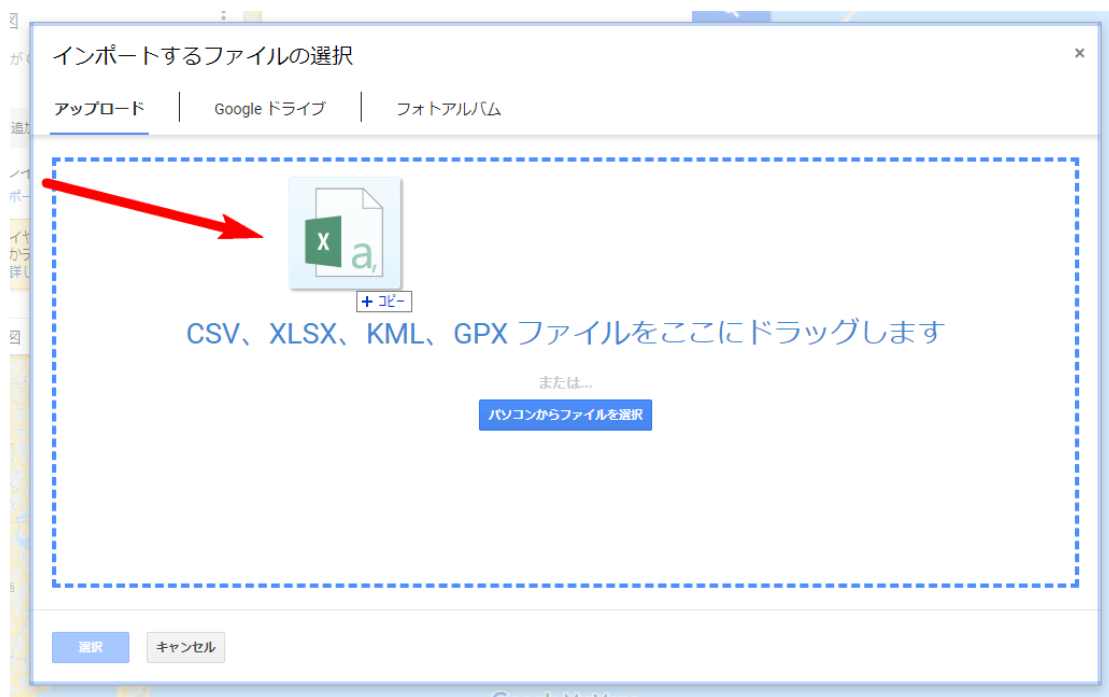 図
インポートするファイルの選択
×
アップロード
Google ドライブ
フォトアルバム
追加
X
a,
+ コピー
CSV、XLSX、KML、GPX ファイルをここにドラッグします
または...
パソコンからファイルを選択
図
選択
キャンセル